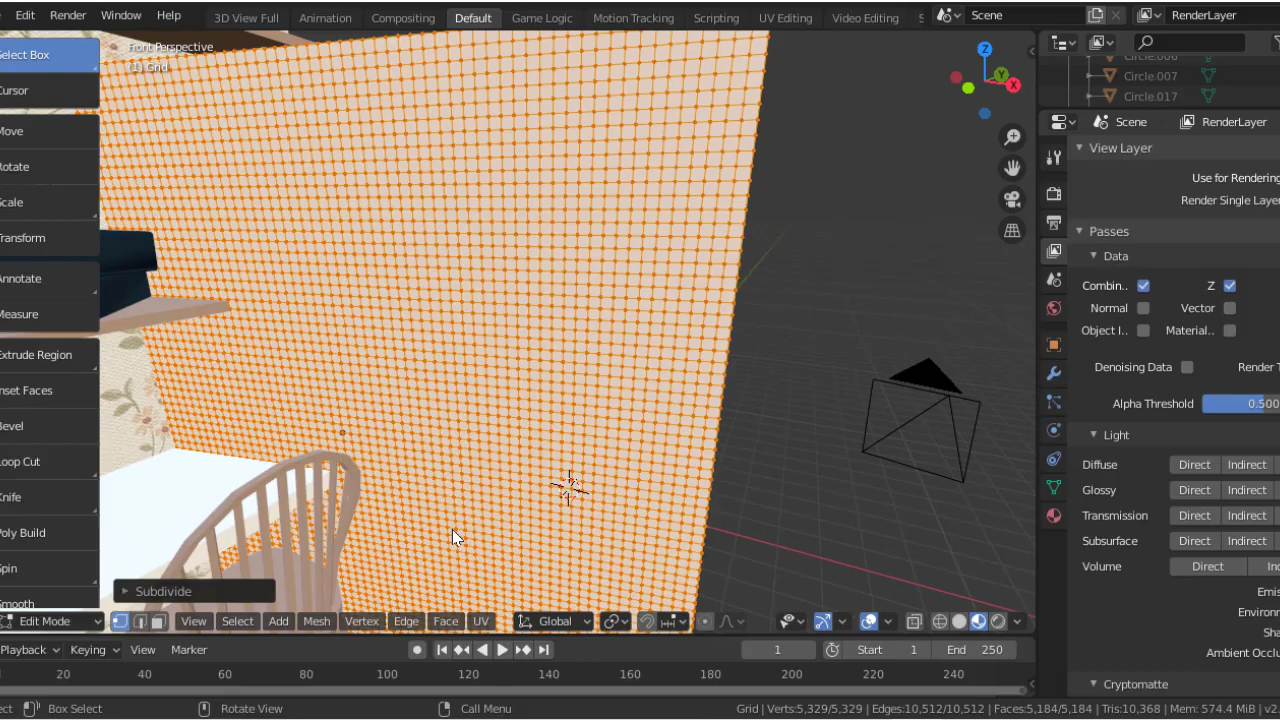 Edit Render Window Help 3D View Full Animation Compositing Default Game Logic Motion Tracking Scripting UV Editing Video Editing S Scene RenderLayer
Front Perspective
(1) Grid
Select Box
Cursor
Move
Rotate
Scale
Transform
Annotate
Measure
Extrude Region
Inset Faces
Bevel
Loop Cut
Knife
Poly Build
Spin
Smooth
Z
Y
X
Circle.006
Circle.007
Circle.017
Scene RenderLayer
View Layer
Use for Rendering
Render Single Layer
Passes
Data
Combin.. Z
Normal Vector
Object I.. Material..
Denoising Data Render T
Alpha Threshold 0.500
Light
Diffuse Direct Indirect
Glossy Direct Indirect
Transmission Direct Indirect
Subsurface Direct Indirect
Volume Direct Inc
Emis
Environm
Sha
Ambient Occlu
Cryptomatte
Subdivide
Edit Mode View Select Add Mesh Vertex Edge Face UV Global
Playback Keying View Marker 1 Start 1 End 250
20 40 60 80 100 120 140 160 180 200 220 240
ect Box Select Rotate View Call Menu Grid | Verts:5,329/5,329 | Edges:10,512/10,512 | Faces:5,184/5,184 | Tris:10,368 | Mem: 574.4 MiB | v2.